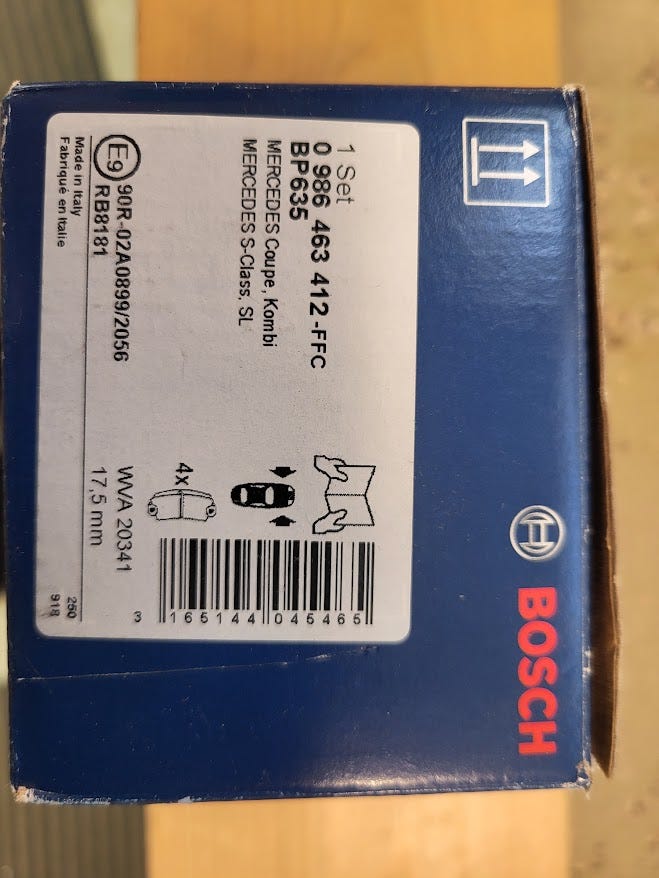 BOSCH
1 Set
0 986 463 412-FFC
BP635
MERCEDES Coupe, Kombi
MERCEDES S-Class, SL
4x
E9 90R-02A0899/2056
RB8181
WVA 20341
17,5 mm
Made in Italy
Fabriqué en Italie
250
918
3 165144 045465